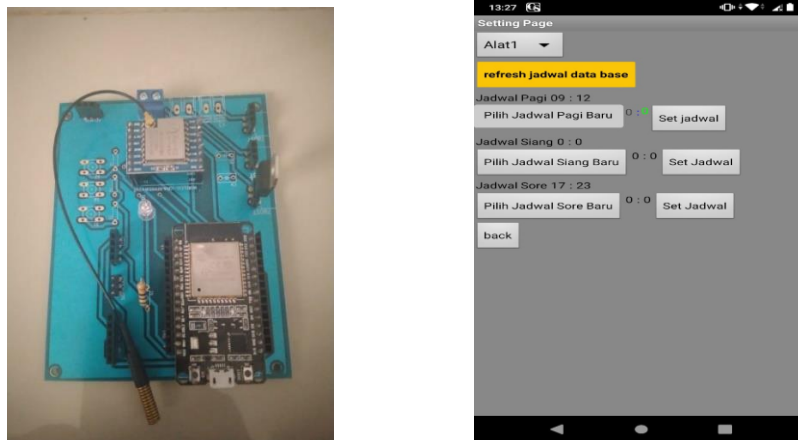 13:27
Setting Page
Alat1
refresh jadwal data base
Jadwal Pagi 09 : 12
Pilih Jadwal Pagi Baru 0 : Set jadwal
Jadwal Siang 0 : 0
Pilih Jadwal Siang Baru 0 : 0 Set Jadwal
Jadwal Sore 17 : 23
Pilih Jadwal Sore Baru 0 : 0 Set Jadwal
back